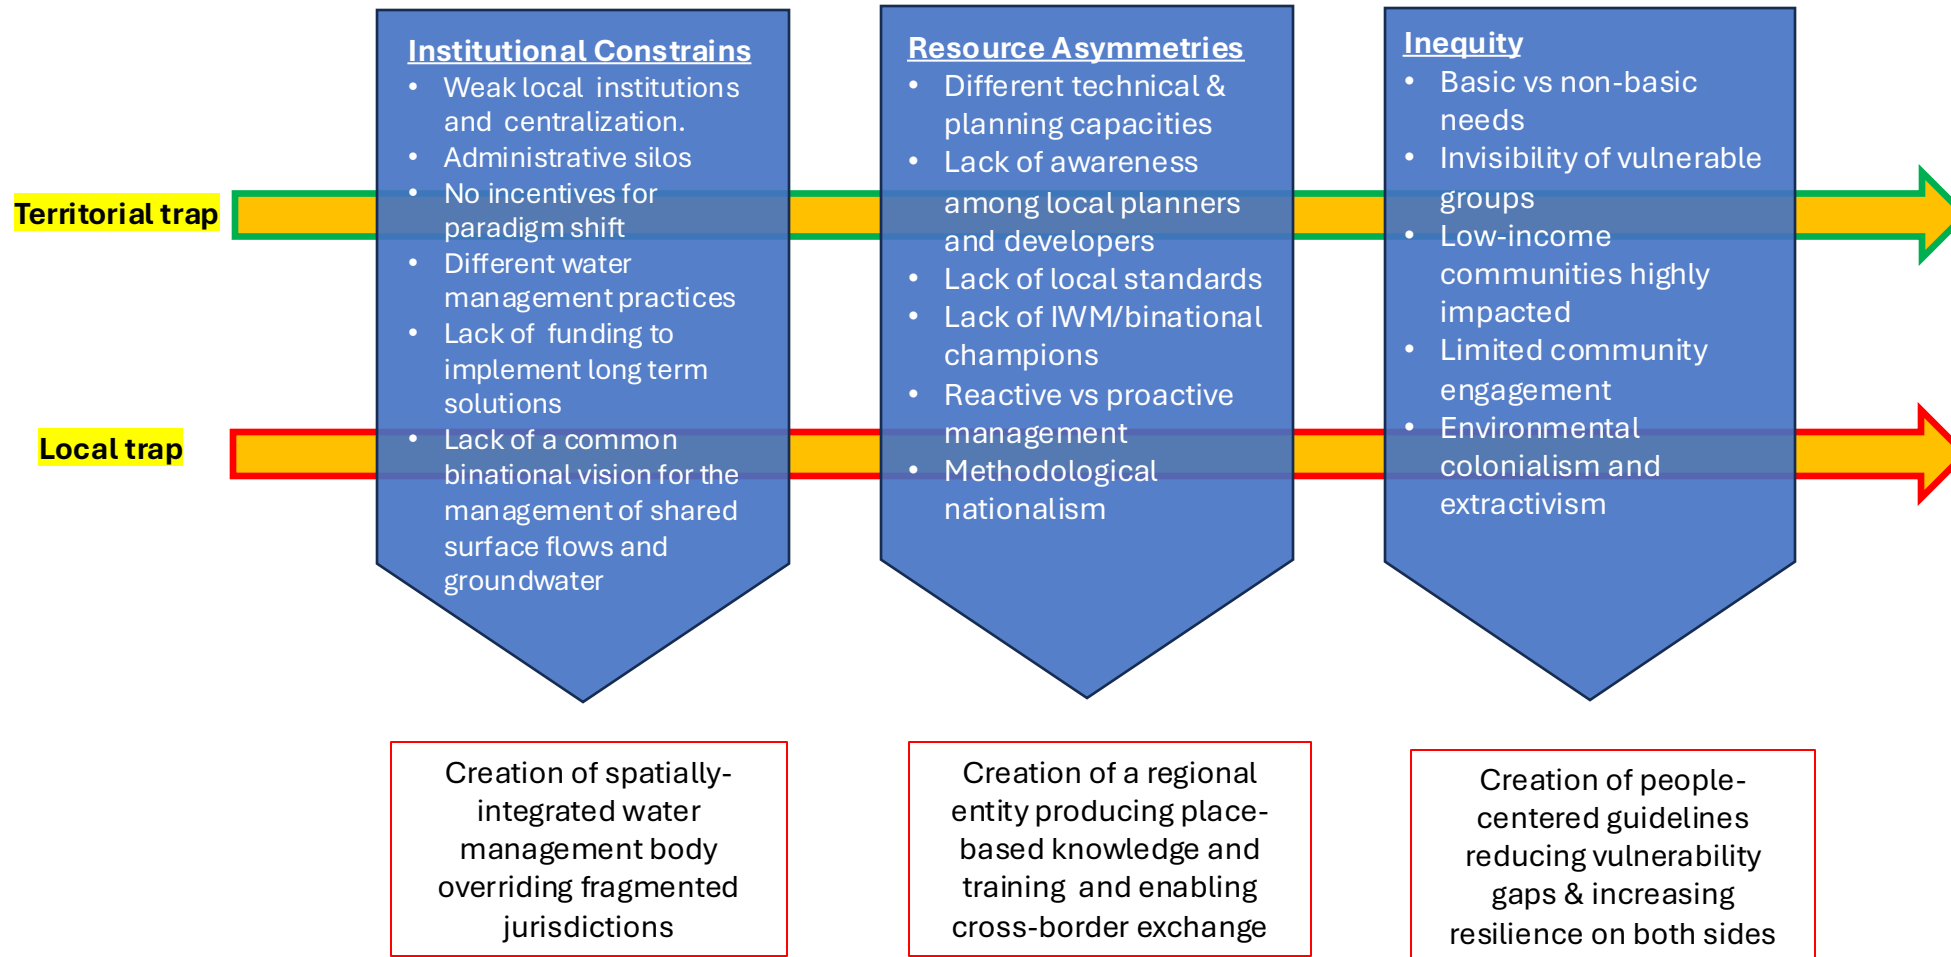 Territorial trap
Local trap
Institutional Constrains
• Weak local institutions
and centralization.
• Administrative silos
• No incentives for
paradigm shift
• Different water
management practices
• Lack of funding to
implement long term
solutions
• Lack of a common
binational vision for the
management of shared
surface flows and
groundwater
Resource Asymmetries
• Different technical &
planning capacities
• Lack of awareness
among local planners
and developers
• Lack of local standards
• Lack of IWM/binational
champions
• Reactive vs proactive
management
• Methodological
nationalism
Inequity
• Basic vs non-basic
needs
• Invisibility of vulnerable
groups
• Low-income
communities highly
impacted
• Limited community
engagement
• Environmental
colonialism and
extractivism
Creation of spatially-
integrated water
management body
overriding fragmented
jurisdictions
Creation of a regional
entity producing place-
based knowledge and
training and enabling
cross-border exchange
Creation of people-
centered guidelines
reducing vulnerability
gaps & increasing
resilience on both sides